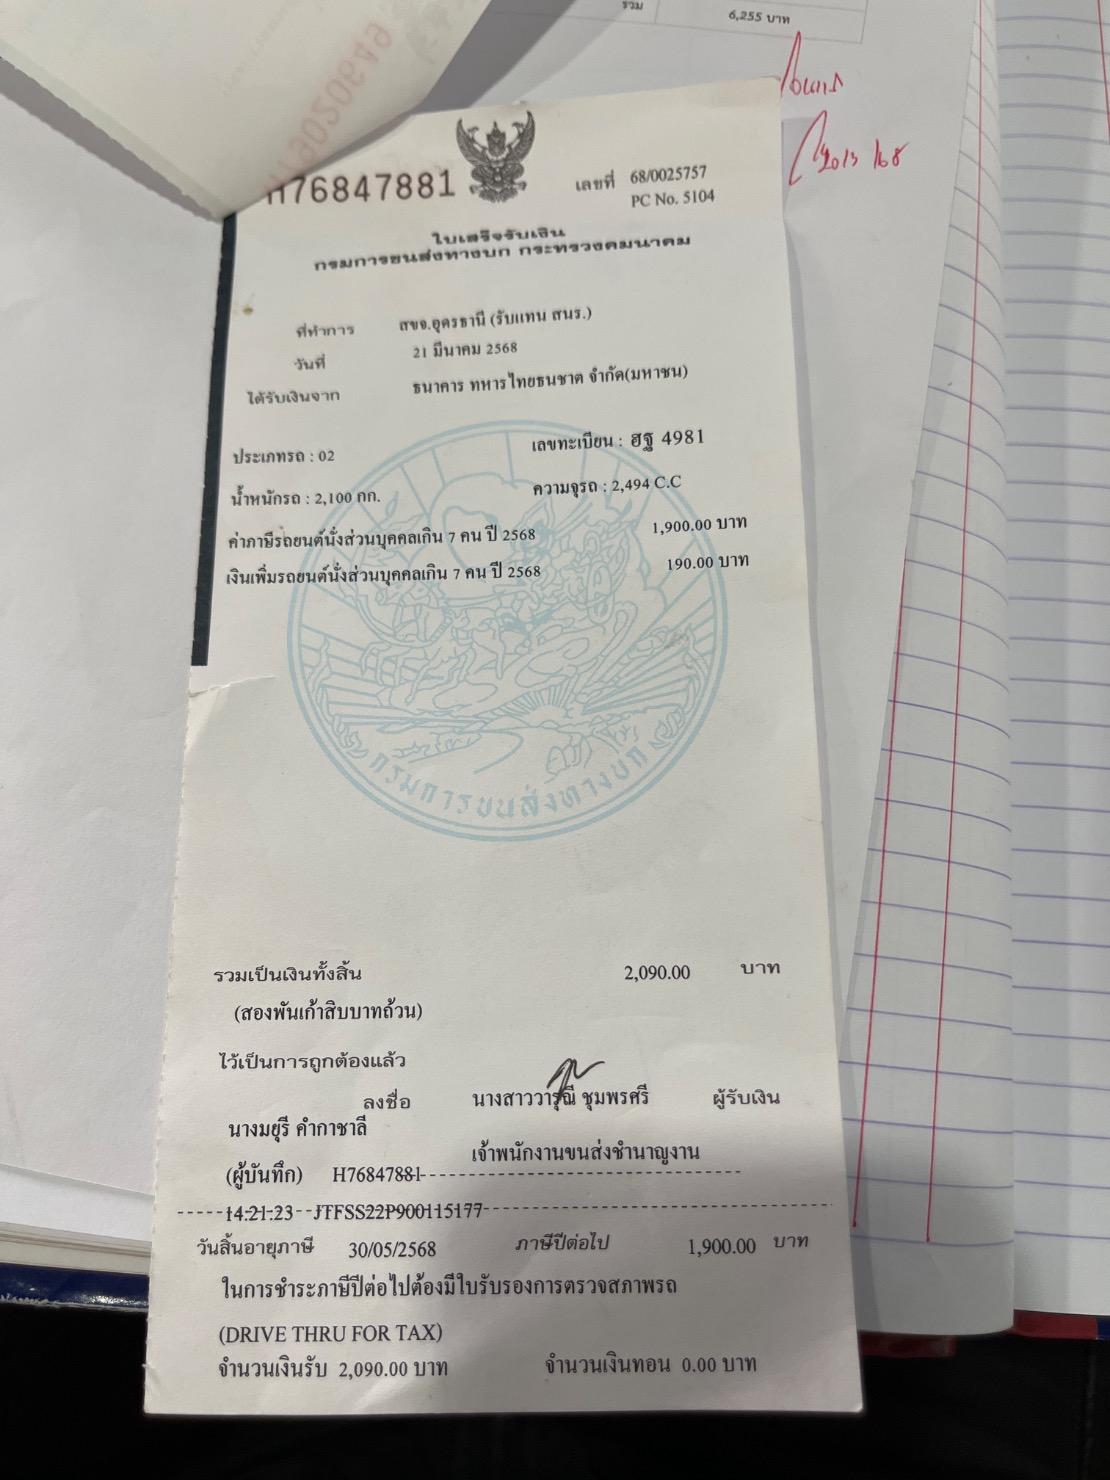 รวม 6,255 บาท
6490206
H76847881
เลขที่ 68/0025757
PC No. 5104
ใบเสร็จรับเงิน
กรมการขนส่งทางบก กระทรวงคมนาคม
ที่ทำการ สขจ.อุดรธานี (รับแทน สนร.)
วันที่ 21 มีนาคม 2568
ได้รับเงินจาก ธนาคาร ทหารไทยธนชาต จำกัด(มหาชน)
ประเภทรถ : 02 เลขทะเบียน : ฮฐ 4981
น้ำหนักรถ : 2,100 กก. ความจุรถ : 2,494 C.C
ค่าภาษีรถยนต์นั่งส่วนบุคคลเกิน 7 คน ปี 2568 1,900.00 บาท
เงินเพิ่มรถยนต์นั่งส่วนบุคคลเกิน 7 คน ปี 2568 190.00 บาท
กรมการขนส่งทางบก
รวมเป็นเงินทั้งสิ้น 2,090.00 บาท
(สองพันเก้าสิบบาทถ้วน)
ไว้เป็นการถูกต้องแล้ว
ลงชื่อ นางสาววารุณี ชุมพรศรี ผู้รับเงิน
นางมยุรี คำกาชาลี
เจ้าพนักงานขนส่งชำนาญงาน
(ผู้บันทึก) H76847881
14:21:23 JTFSS22P900115177
วันสิ้นอายุภาษี 30/05/2568 ภาษีปีต่อไป 1,900.00 บาท
ในการชำระภาษีปีต่อไปต้องมีใบรับรองการตรวจสภาพรถ
(DRIVE THRU FOR TAX)
จำนวนเงินรับ 2,090.00 บาท จำนวนเงินทอน 0.00 บาท